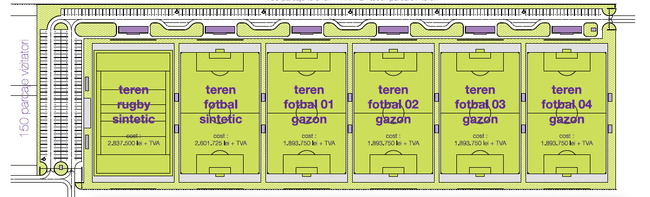 150 parcaje vizitatori
teren
rugby
sintetic
cost :
2,837,500 lei + TVA
teren
fotbal
sintetic
cost :
2,601,725 lei + TVA
teren
fotbal 01
gazon
cost :
1,893,750 lei + TVA
teren
fotbal 02
gazon
cost :
1,893,750 lei + TVA
teren
fotbal 03
gazon
cost :
1,893,750 lei + TVA
teren
fotbal 04
gazon
cost :
1,893,750 lei + TVA